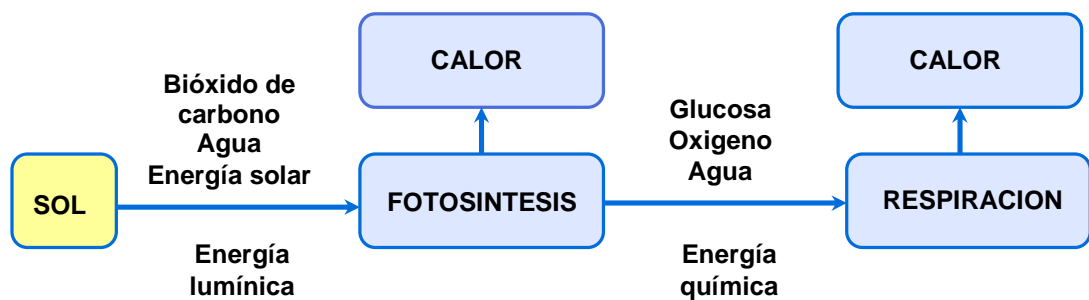 CALOR
CALOR
Bióxido de
carbono
Agua
Energía solar
Glucosa
Oxigeno
Agua
SOL
FOTOSINTESIS
RESPIRACION
Energía
lumínica
Energía
química